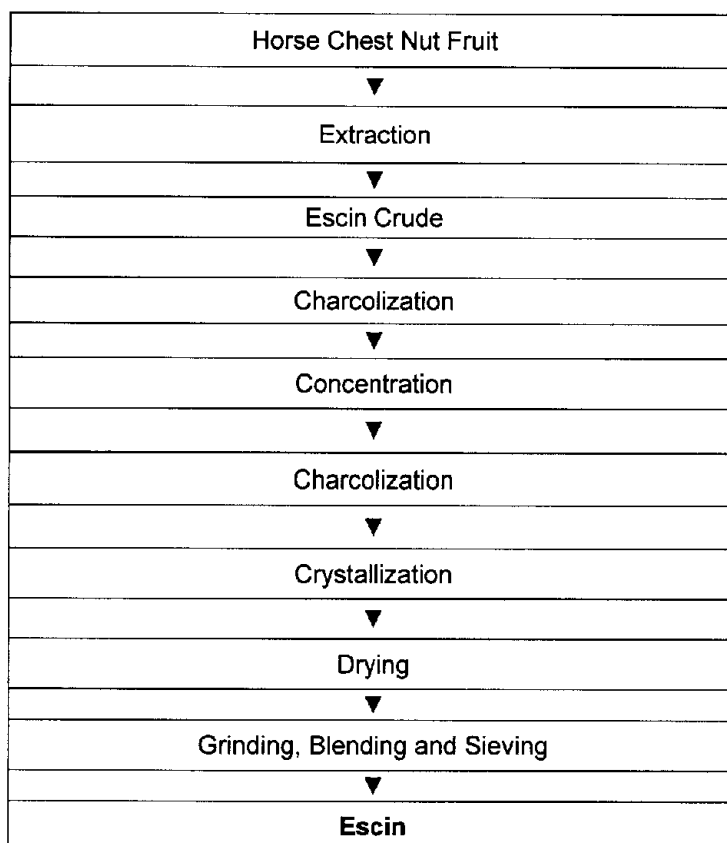 Horse Chest Nut Fruit
Extraction
Escin Crude
Charcolization
Concentration
Charcolization
Crystallization
Drying
Grinding, Blending and Sieving
Escin